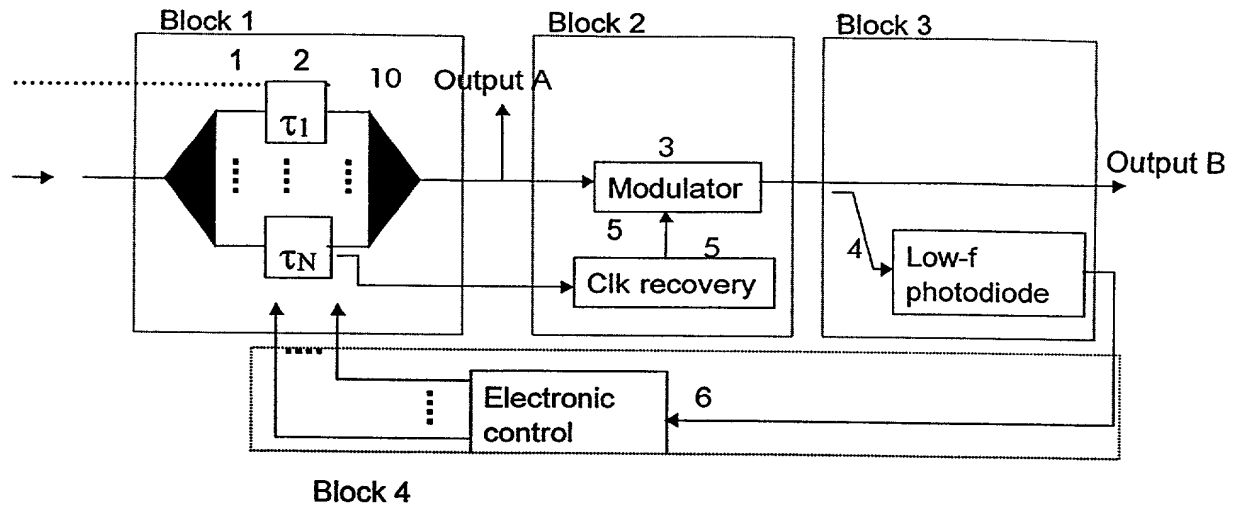 Block 1
Block 2
Block 3
1
2
10
Output A
τ1
3
Modulator
Output B
5
5
4
Low-f
photodiode
τN
Clk recovery
Electronic
control
6
Block 4